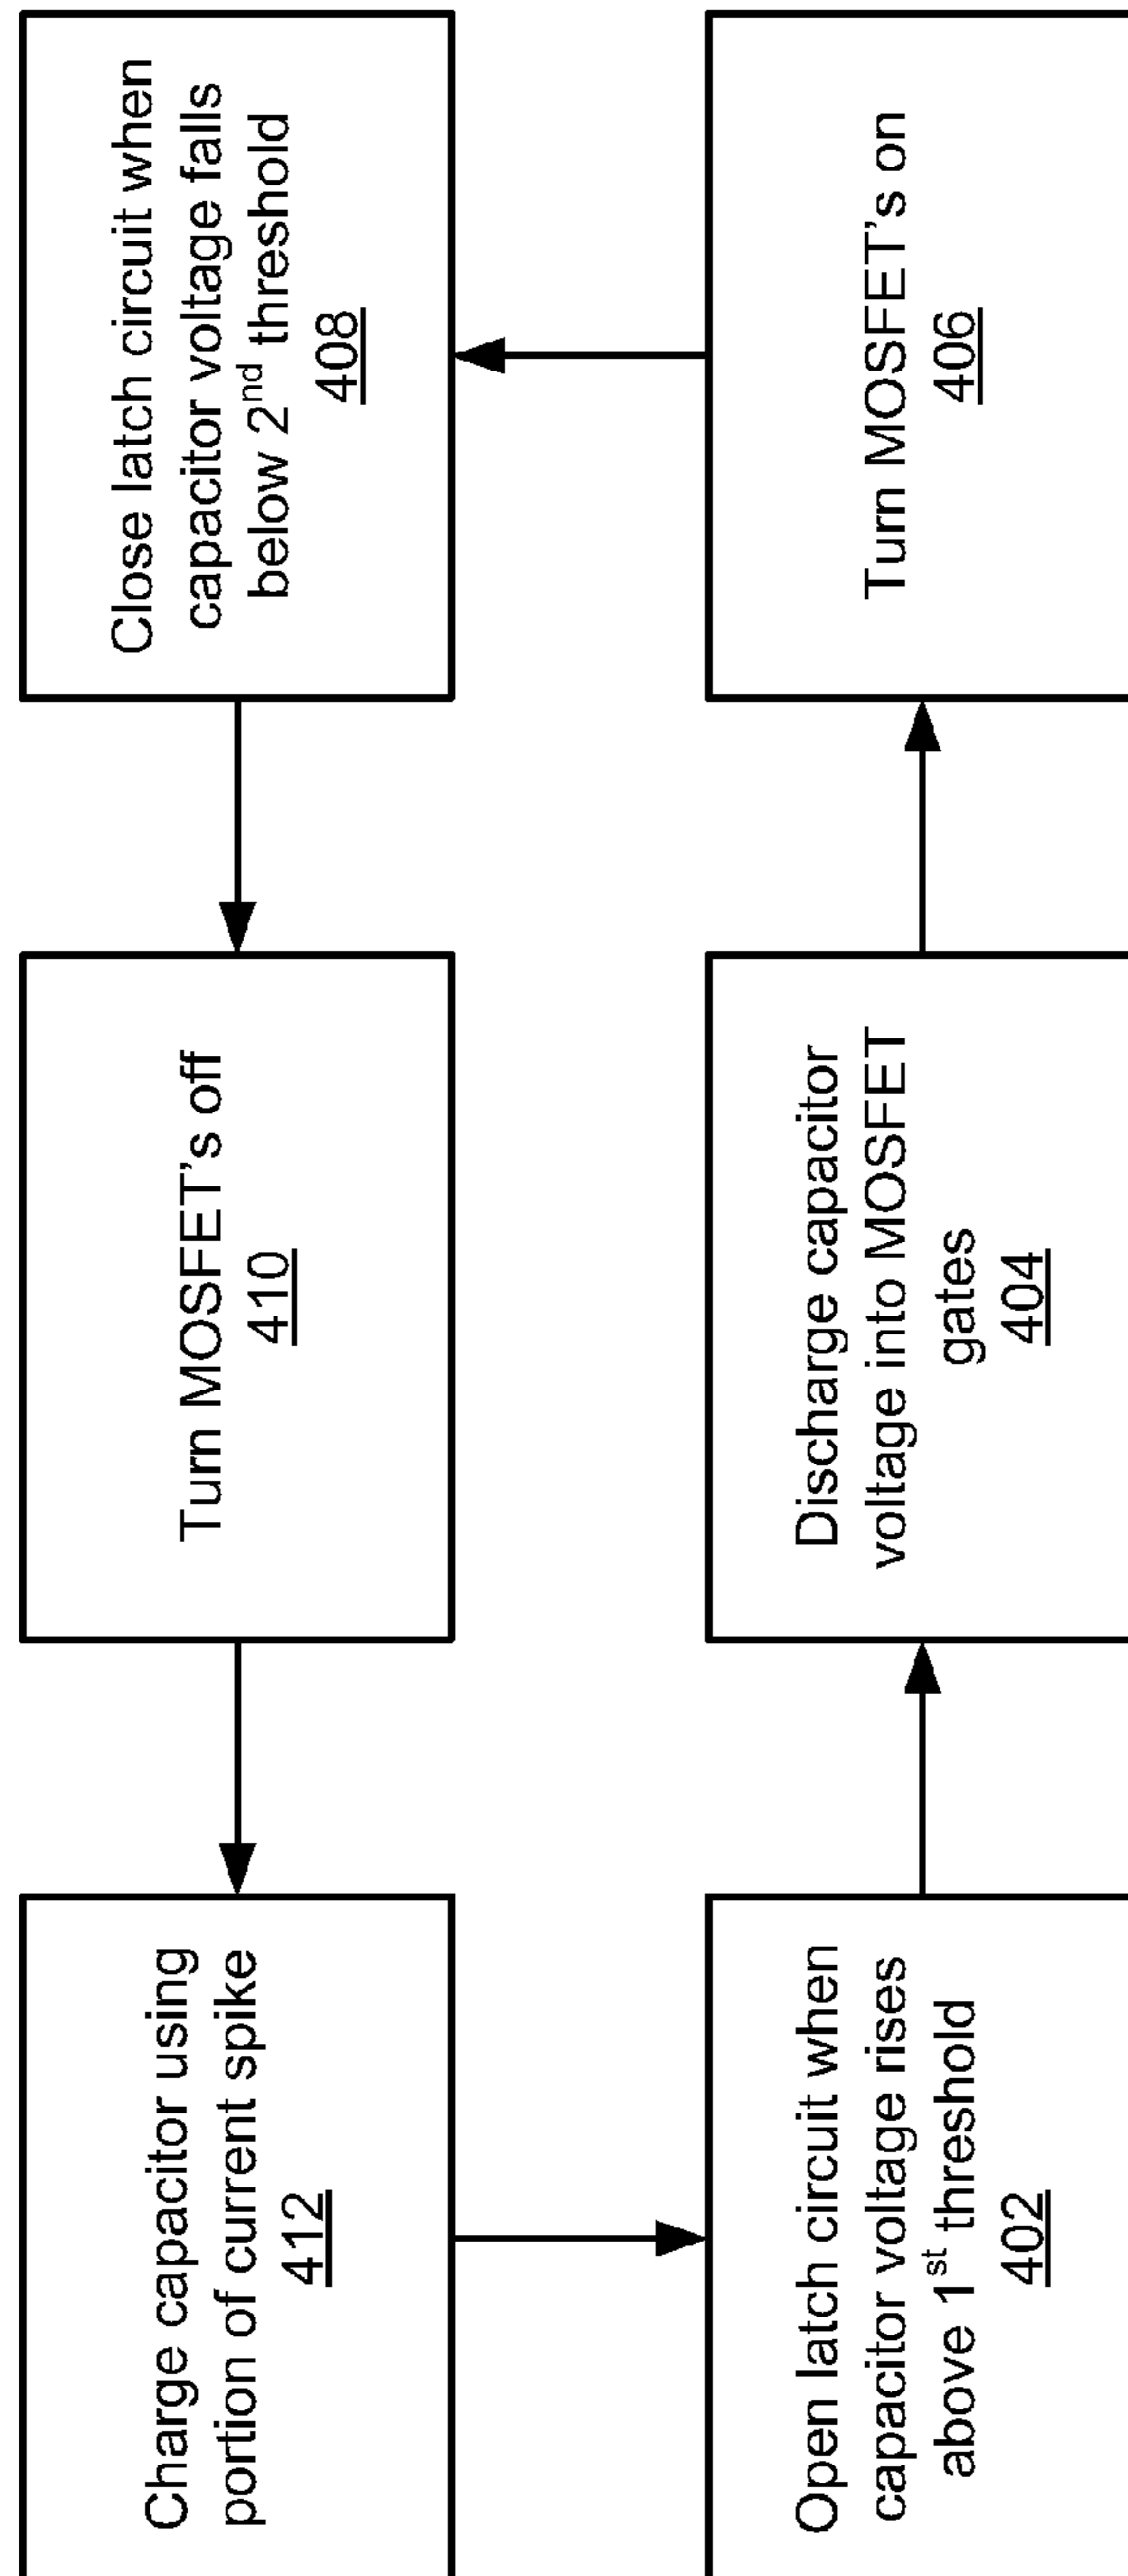 Charge capacitor using
portion of current spike
412
Turn MOSFET's off
410
Close latch circuit when
capacitor voltage falls
below 2nd threshold
408
Open latch circuit when
capacitor voltage rises
above 1st threshold
402
Discharge capacitor
voltage into MOSFET
gates
404
Turn MOSFET's on
406